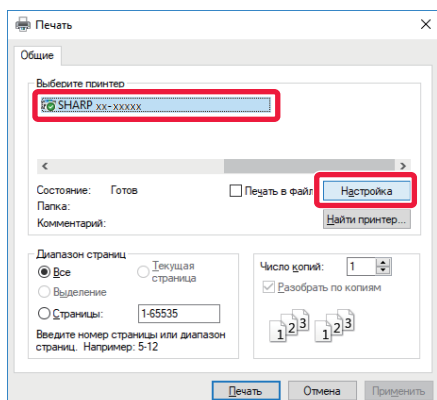 Печать
Общие
Выберите принтер
SHARP xx-xxxxx
Состояние: Готов
Печать в файл
Настройка
Папка:
Комментарий:
Найти принтер...
Диапазон страниц
Все
Текущая страница
Выделение
Страницы: 1-65535
Введите номер страницы или диапазон
страниц. Например: 5-12
Число копий: 1
Разобрать по копиям
1 2 3 1 2 3
Печать
Отмена
Применить